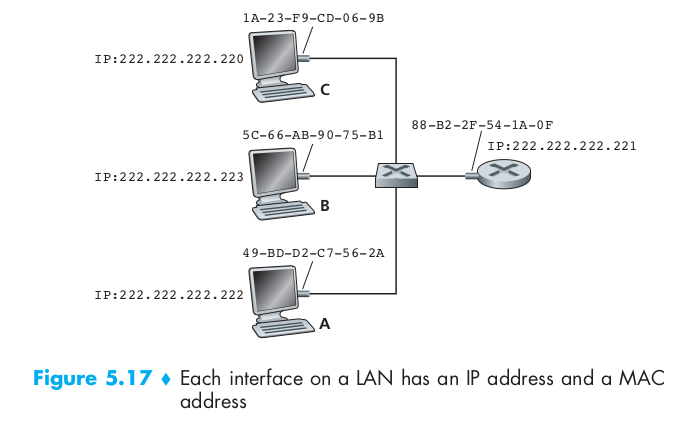 1A-23-F9-CD-06-9B
IP:222.222.222.220
C
88-B2-2F-54-1A-0F
5C-66-AB-90-75-B1
IP:222.222.222.221
IP:222.222.222.223
B
49-BD-D2-C7-56-2A
IP:222.222.222.222
A
Figure 5.17 ♦ Each interface on a LAN has an IP address and a MAC
address